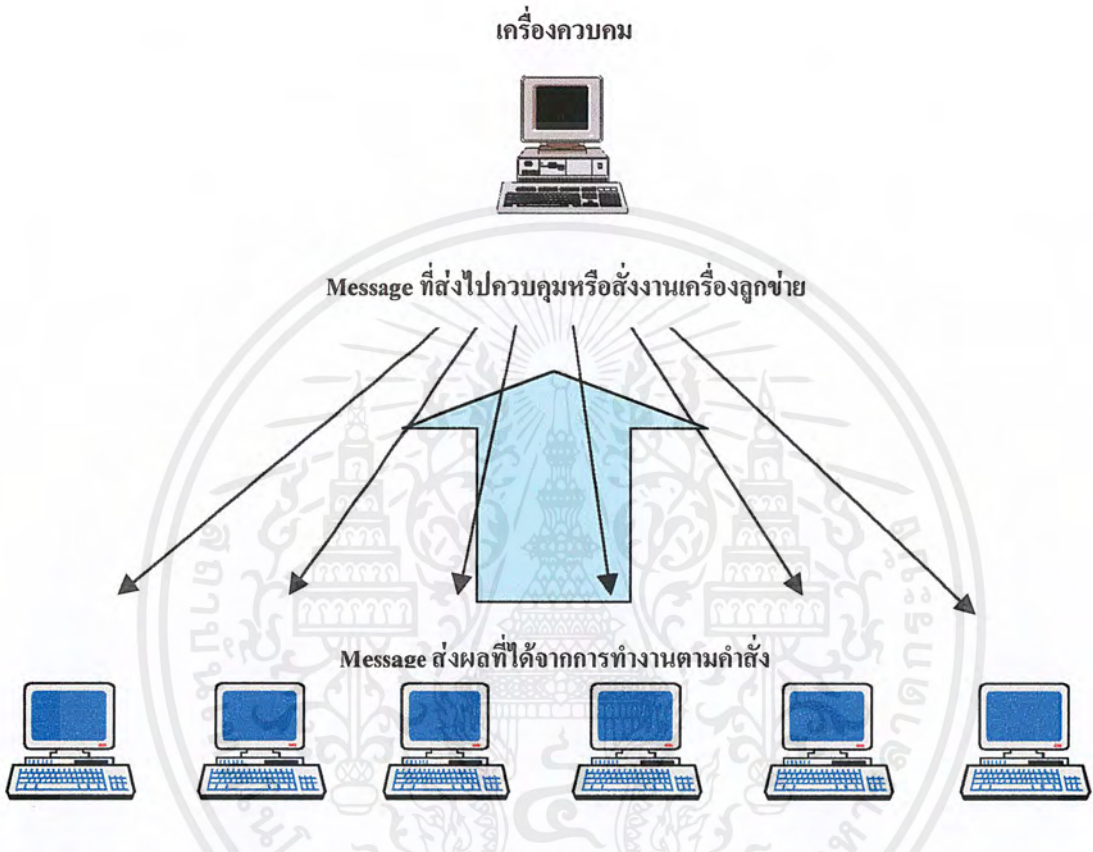 เครื่องควบคม
Message ที่ส่งไปควบคุมหรือสั่งงานเครื่องลูกข่าย
Message ส่งผลที่ได้จากการทำงานตามคำสั่ง